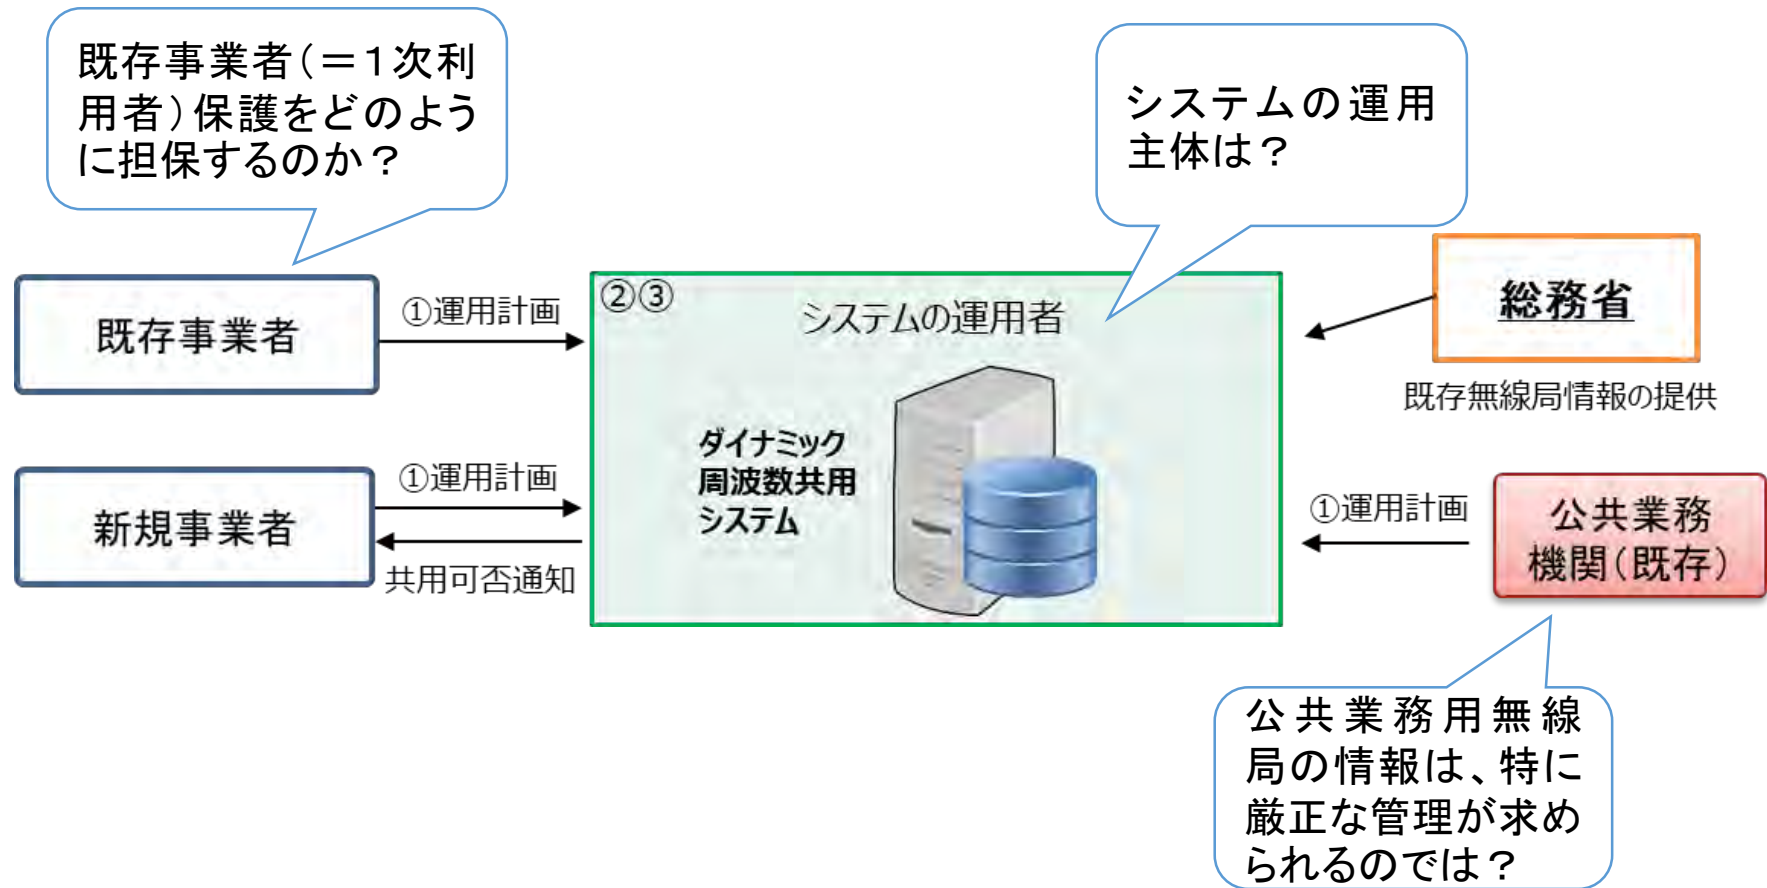 既存事業者(=1次利
用者)保護をどのよう
に担保するのか?
システムの運用
主体は?
既存事業者
①運用計画
②③
システムの運用者
総務省
既存無線局情報の提供
ダイナミック
周波数共用
システム
新規事業者
①運用計画
共用可否通知
①運用計画
公共業務
機関(既存)
公共業務用無線
局の情報は、特に
厳正な管理が求め
られるのでは?